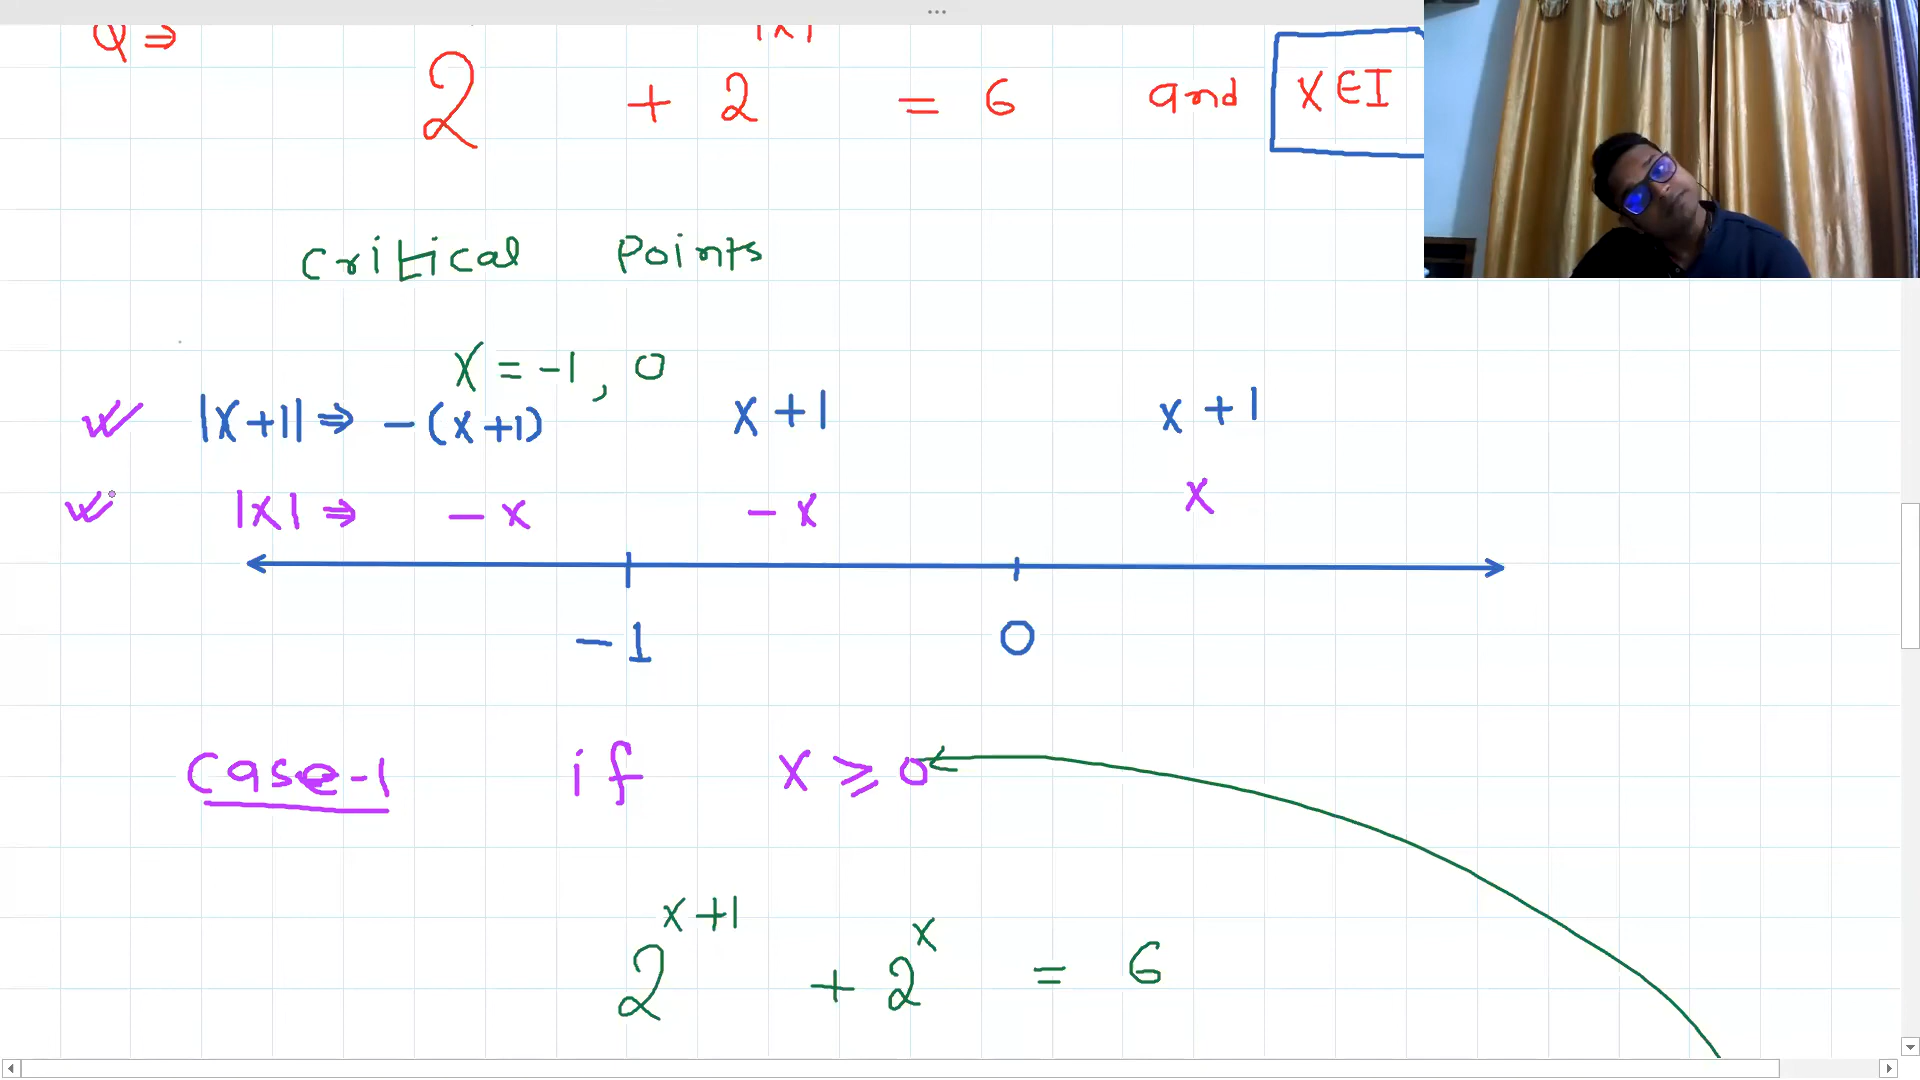 Q ⇒ |x|
2 + 2 = 6 and X∈I
Critical Points
X = -1, 0
|X+1| ⇒ -(x+1) x+1 x+1
|X| ⇒ -x -x x
-1 0
Case-1 if X ≥ 0
2^{x+1} + 2^x = 6